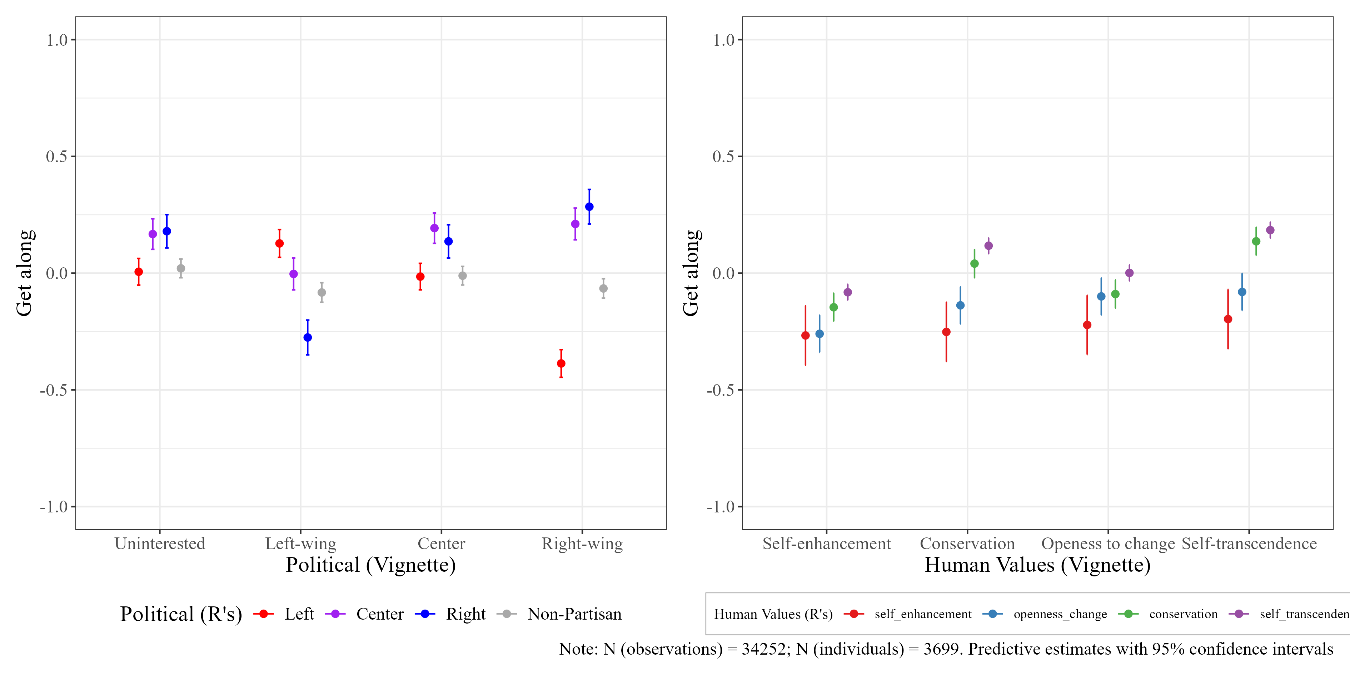 1.0
0.5
0.0
-0.5
-1.0
Get along
Uninterested Left-wing Center Right-wing
Political (Vignette)
Political (R's) Left Center Right Non-Partisan
1.0
0.5
0.0
-0.5
-1.0
Get along
Self-enhancement Conservation Openess to change Self-transcendence
Human Values (Vignette)
Human Values (R's) self_enhancement openness_change conservation self_transcenden
Note: N (observations) = 34252; N (individuals) = 3699. Predictive estimates with 95% confidence intervals